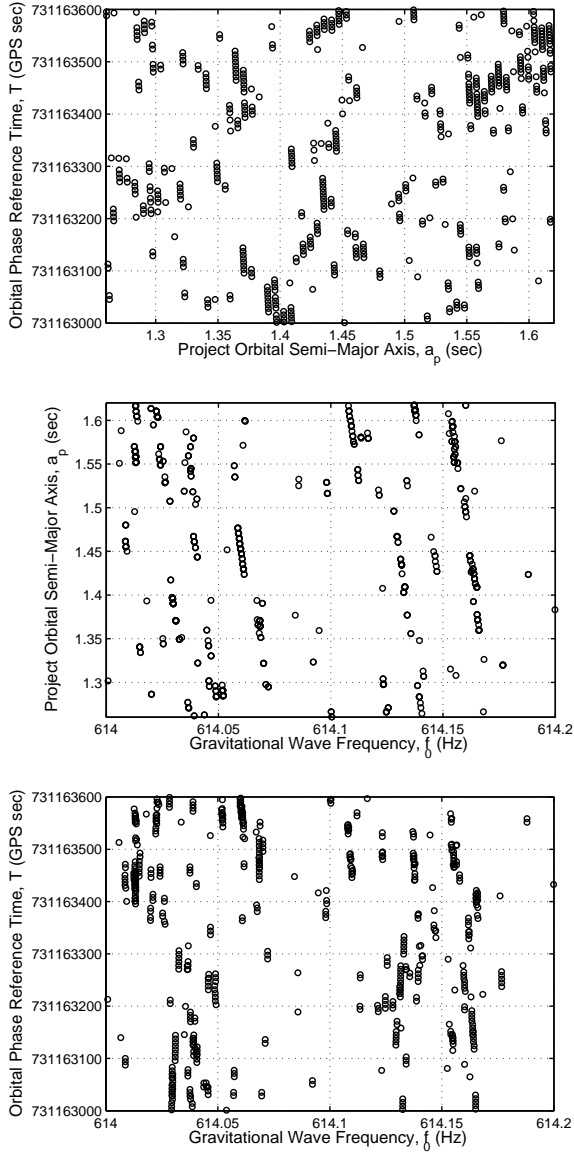 Orbital Phase Reference Time, T (GPS sec)
731163600
731163500
731163400
731163300
731163200
731163100
731163000
1.3 1.35 1.4 1.45 1.5 1.55 1.6
Project Orbital Semi−Major Axis, a_p (sec)
Project Orbital Semi−Major Axis, a_p (sec)
1.6
1.55
1.5
1.45
1.4
1.35
1.3
614 614.05 614.1 614.15 614.2
Gravitational Wave Frequency, f_0 (Hz)
Orbital Phase Reference Time, T (GPS sec)
731163600
731163500
731163400
731163300
731163200
731163100
731163000
614 614.05 614.1 614.15 614.2
Gravitational Wave Frequency, f_0 (Hz)